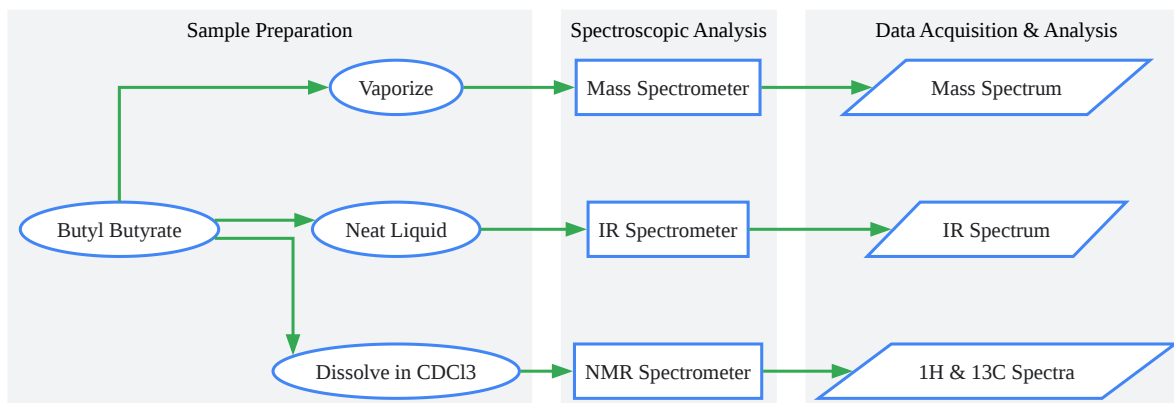 Sample Preparation
Spectroscopic Analysis
Data Acquisition & Analysis
Vaporize
Mass Spectrometer
Mass Spectrum
Butyl Butyrate
Neat Liquid
IR Spectrometer
IR Spectrum
Dissolve in CDCl3
NMR Spectrometer
1H & 13C Spectra